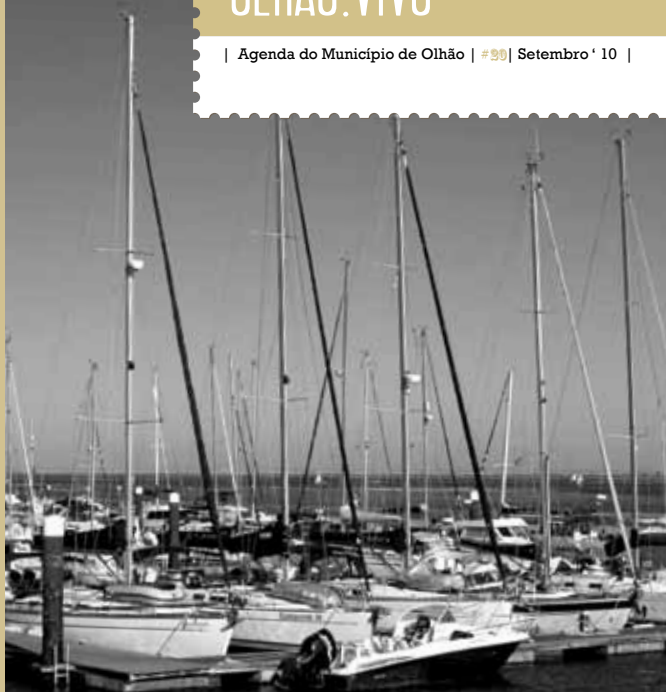 OLHÃO.VIVO
| Agenda do Município de Olhão | #20| Setembro ‘ 10 |